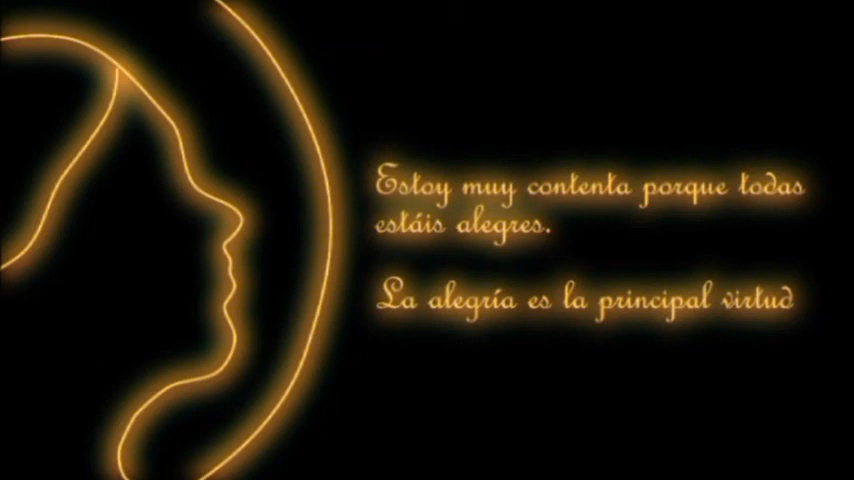 Estoy muy contenta porque todas
estáis alegres.
La alegría es la principal virtud